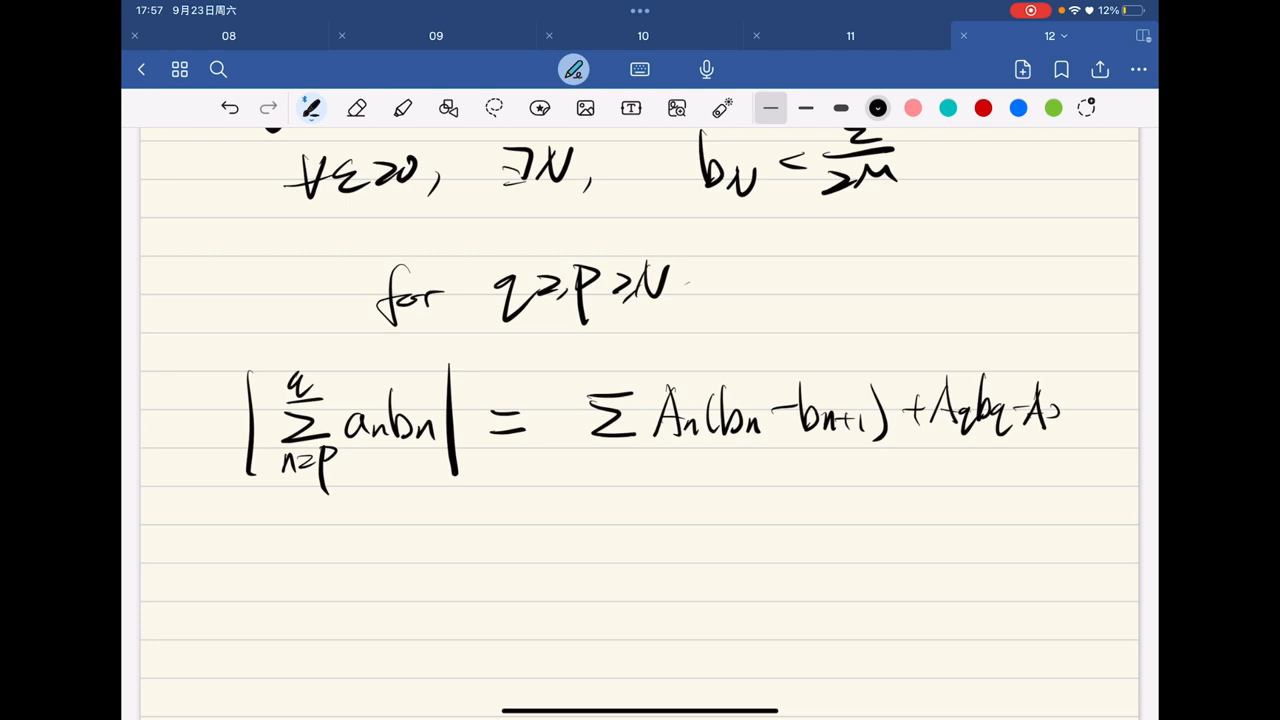 17:57 9月23日周六 12%
08 09 10 11 12
∀ε>0, ∃N, b_N < ε/2M
for q≥p≥N
|∑_{n=p}^{q} a_n b_n| = ∑ A_n(b_n - b_{n+1}) + A_q b_q - A